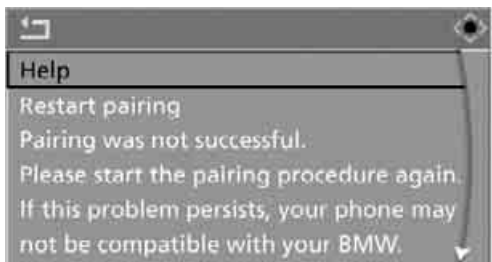 Help
Restart pairing
Pairing was not successful.
Please start the pairing procedure again.
If this problem persists, your phone may
not be compatible with your BMW.